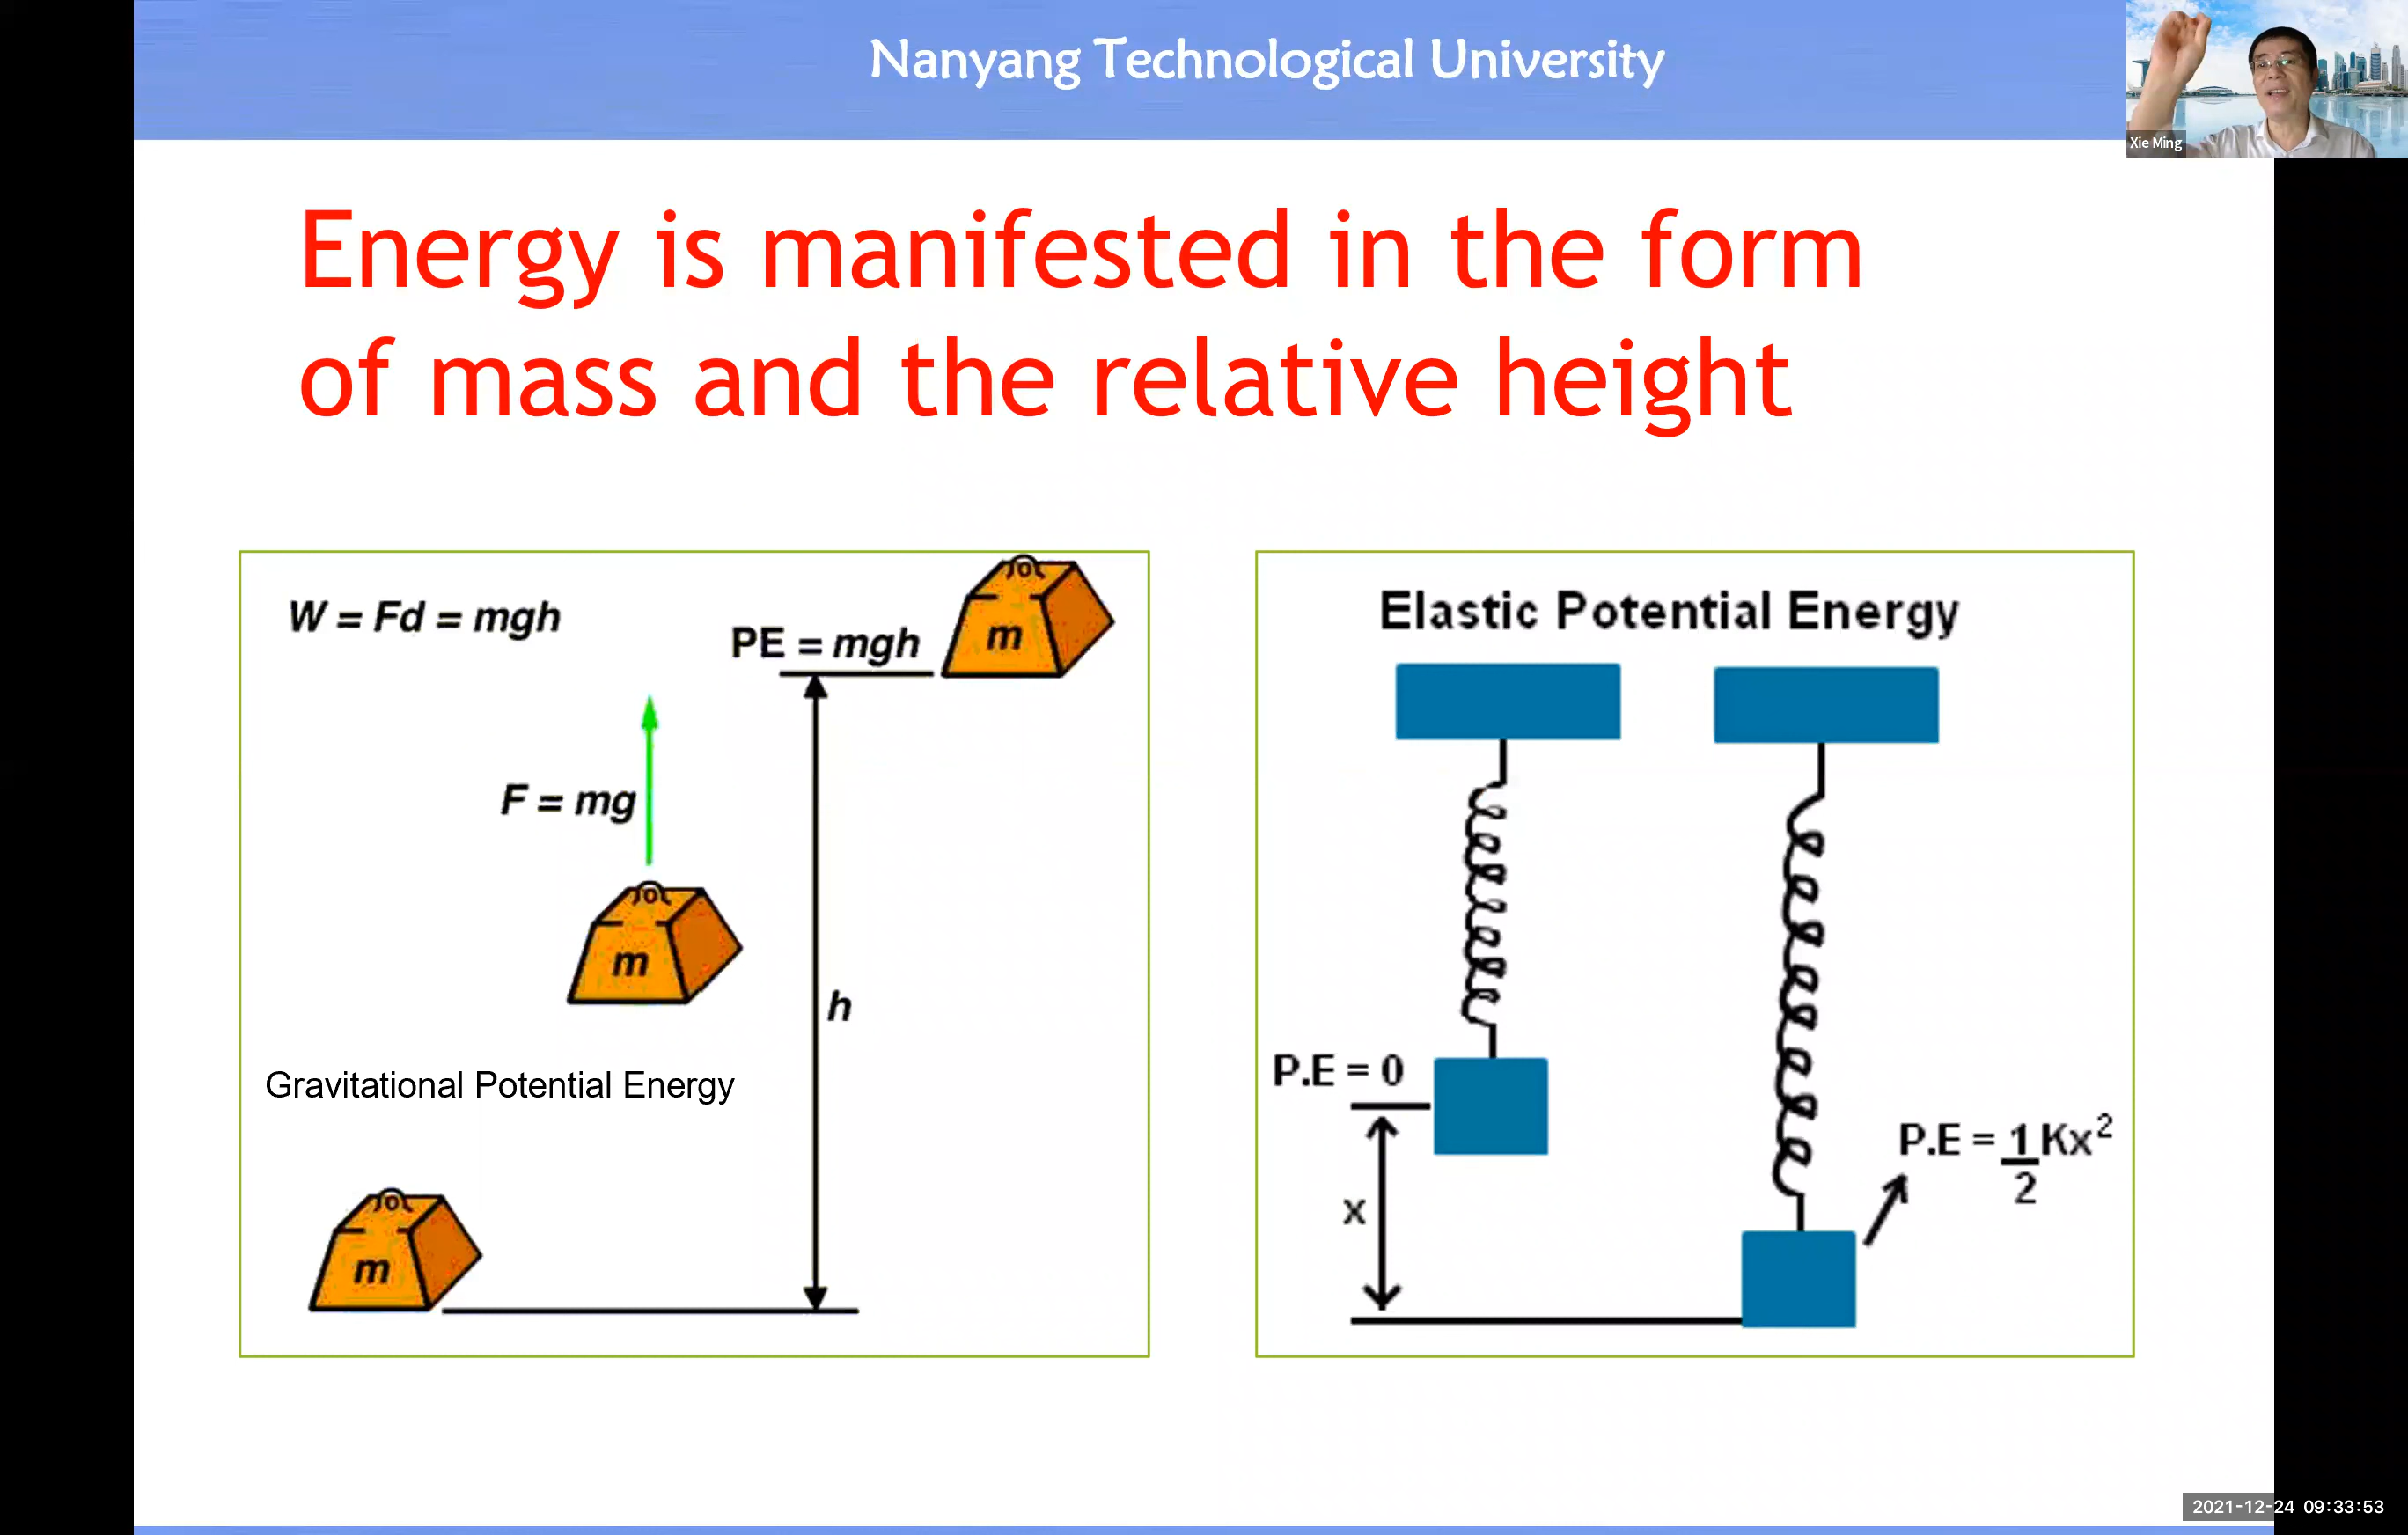 Nanyang Technological University
Xie Ming
Energy is manifested in the form
of mass and the relative height
W = Fd = mgh
PE = mgh
m
F = mg
m
h
Gravitational Potential Energy
m
Elastic Potential Energy
P.E = 0
x
P.E = 1/2 Kx²
2021-12-24 09:33:53